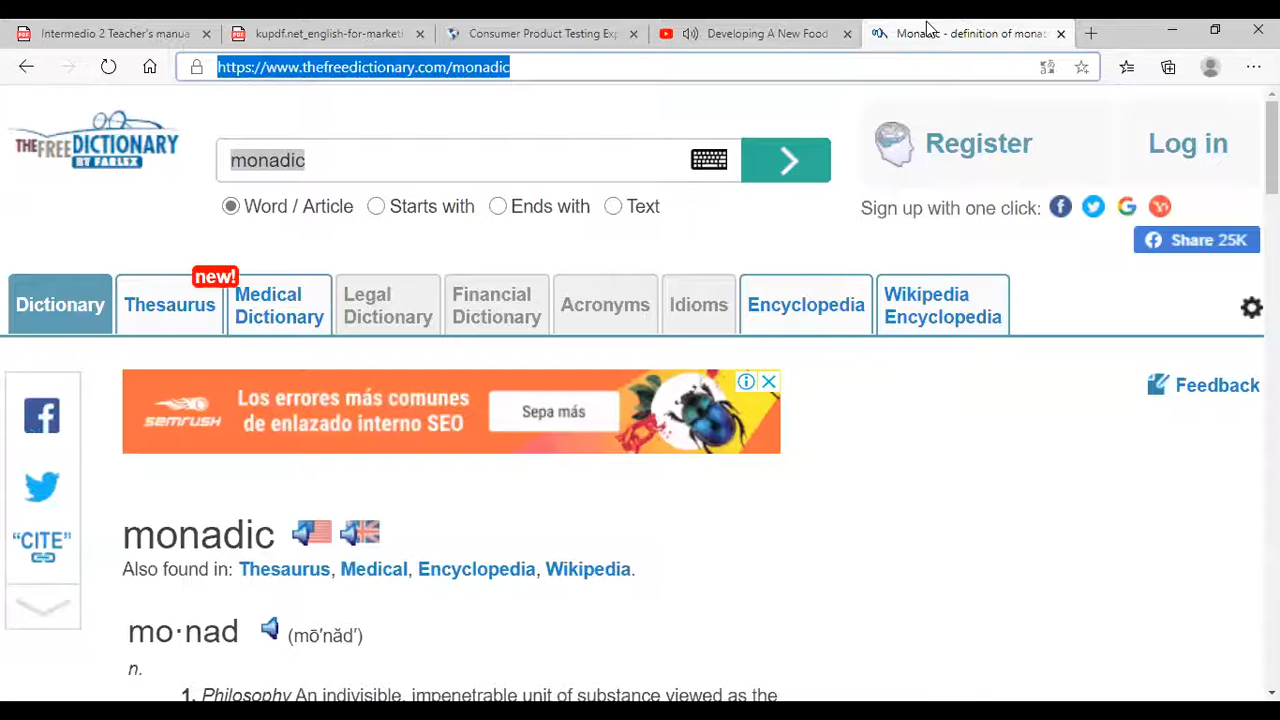 Intermedio 2 Teacher's manua
kupdf.net_english-for-marketi
Consumer Product Testing Exp
Developing A New Food
Monadic - definition of monas
https://www.thefreedictionary.com/monadic
THE FREE DICTIONARY
BY FARLEX
monadic
Register
Log in
Word / Article
Starts with
Ends with
Text
Sign up with one click:
Share 25K
Dictionary
Thesaurus
new!
Medical
Dictionary
Legal
Dictionary
Financial
Dictionary
Acronyms
Idioms
Encyclopedia
Wikipedia
Encyclopedia
Feedback
SEMRUSH
Los errores más comunes
de enlazado interno SEO
Sepa más
"CITE"
monadic
Also found in: Thesaurus, Medical, Encyclopedia, Wikipedia.
mo·nad (mō′năd′)
n.
1. Philosophy An indivisible, impenetrable unit of substance viewed as the